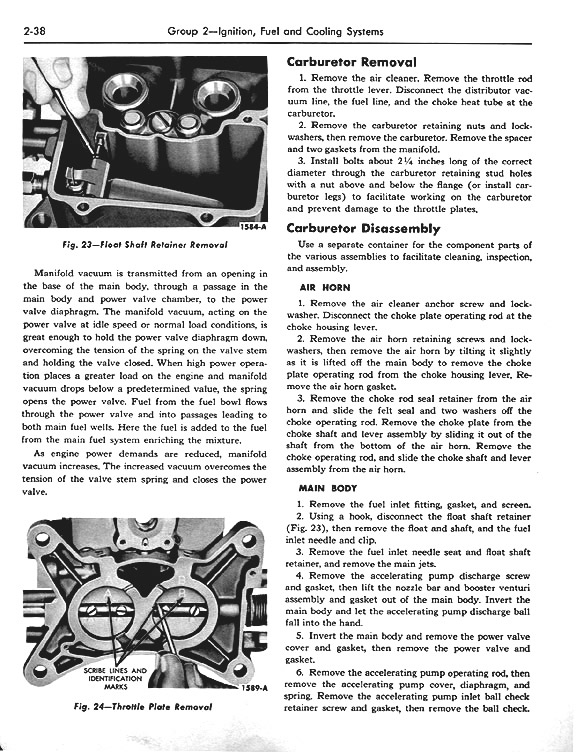 2-38
Group 2—Ignition, Fuel and Cooling Systems
1584-A
Fig. 23—Float Shaft Retainer Removal
Manifold vacuum is transmitted from an opening in
the base of the main body, through a passage in the
main body and power valve chamber, to the power
valve diaphragm. The manifold vacuum, acting on the
power valve at idle speed or normal load conditions, is
great enough to hold the power valve diaphragm down,
overcoming the tension of the spring on the valve stem
and holding the valve closed. When high power opera-
tion places a greater load on the engine and manifold
vacuum drops below a predetermined value, the spring
opens the power valve. Fuel from the fuel bowl flows
through the power valve and into passages leading to
both main fuel wells. Here the fuel is added to the fuel
from the main fuel system enriching the mixture.
As engine power demands are reduced, manifold
vacuum increases. The increased vacuum overcomes the
tension of the valve stem spring and closes the power
valve.
SCRIBE LINES AND
IDENTIFICATION
MARKS
1589-A
Fig. 24—Throttle Plate Removal
Carburetor Removal
1. Remove the air cleaner. Remove the throttle rod
from the throttle lever. Disconnect the distributor vac-
uum line, the fuel line, and the choke heat tube at the
carburetor.
2. Remove the carburetor retaining nuts and lock-
washers, then remove the carburetor. Remove the spacer
and two gaskets from the manifold.
3. Install bolts about 2¼ inches long of the correct
diameter through the carburetor retaining stud holes
with a nut above and below the flange (or install car-
buretor legs) to facilitate working on the carburetor
and prevent damage to the throttle plates.
Carburetor Disassembly
Use a separate container for the component parts of
the various assemblies to facilitate cleaning, inspection,
and assembly.
AIR HORN
1. Remove the air cleaner anchor screw and lock-
washer. Disconnect the choke plate operating rod at the
choke housing lever.
2. Remove the air horn retaining screws and lock-
washers, then remove the air horn by tilting it slightly
as it is lifted off the main body to remove the choke
plate operating rod from the choke housing lever. Re-
move the air horn gasket.
3. Remove the choke rod seal retainer from the air
horn and slide the felt seal and two washers off the
choke operating rod. Remove the choke plate from the
choke shaft and lever assembly by sliding it out of the
shaft from the bottom of the air horn. Remove the
choke operating rod, and slide the choke shaft and lever
assembly from the air horn.
MAIN BODY
1. Remove the fuel inlet fitting, gasket, and screen.
2. Using a hook, disconnect the float shaft retainer
(Fig. 23), then remove the float and shaft, and the fuel
inlet needle and clip.
3. Remove the fuel inlet needle seat and float shaft
retainer, and remove the main jets.
4. Remove the accelerating pump discharge screw
and gasket, then lift the nozzle bar and booster venturi
assembly and gasket out of the main body. Invert the
main body and let the accelerating pump discharge ball
fall into the hand.
5. Invert the main body and remove the power valve
cover and gasket, then remove the power valve and
gasket.
6. Remove the accelerating pump operating rod, then
remove the accelerating pump cover, diaphragm, and
spring. Remove the accelerating pump inlet ball check
retainer screw and gasket, then remove the ball check.